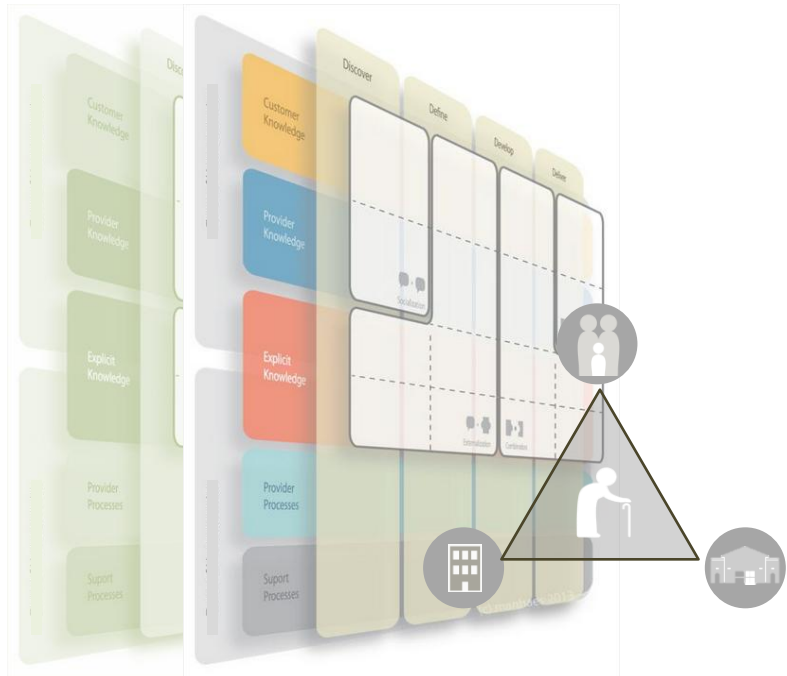 Disco
Customer
Knowledge
Provider
Knowledge
Explicit
Knowledge
Provider
Processes
Suport
Processes
Discover
Define
Develop
Deliver
Customer
Knowledge
Provider
Knowledge
Explicit
Knowledge
Provider
Processes
Suport
Processes
Socialization
Externalization
Combination